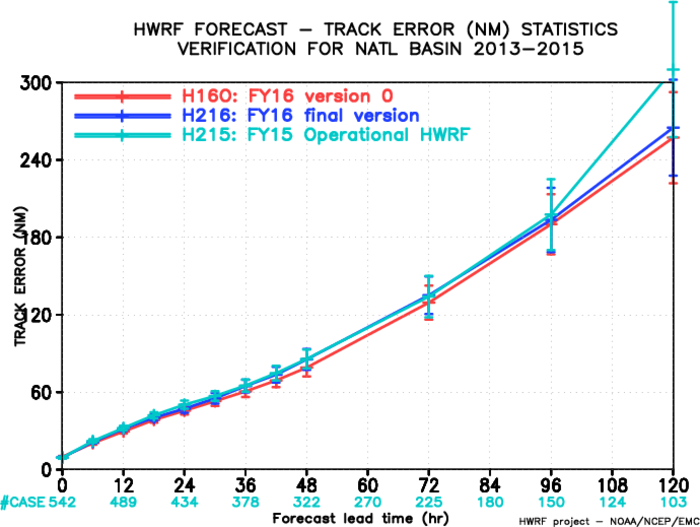 HWRF FORECAST – TRACK ERROR (NM) STATISTICS
VERIFICATION FOR NATL BASIN 2013–2015
H16O: FY16 version 0
H216: FY16 final version
H215: FY15 Operational HWRF
TRACK ERROR (NM)
300
240
180
120
60
0
0 12 24 36 48 60 72 84 96 108 120
#CASE 542 489 434 378 322 270 225 180 150 124 103
Forecast lead time (hr)
HWRF project – NOAA/NCEP/EMC